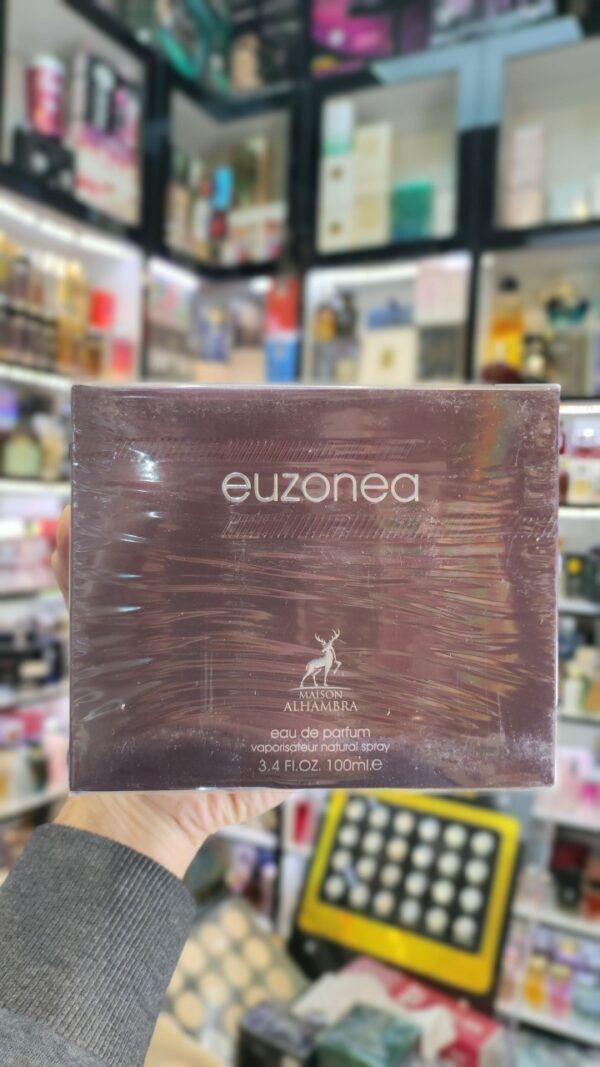 euzonea
MAISON
ALHAMBRA
eau de parfum
vaporisateur natural spray
3.4 Fl.OZ. 100ml.e